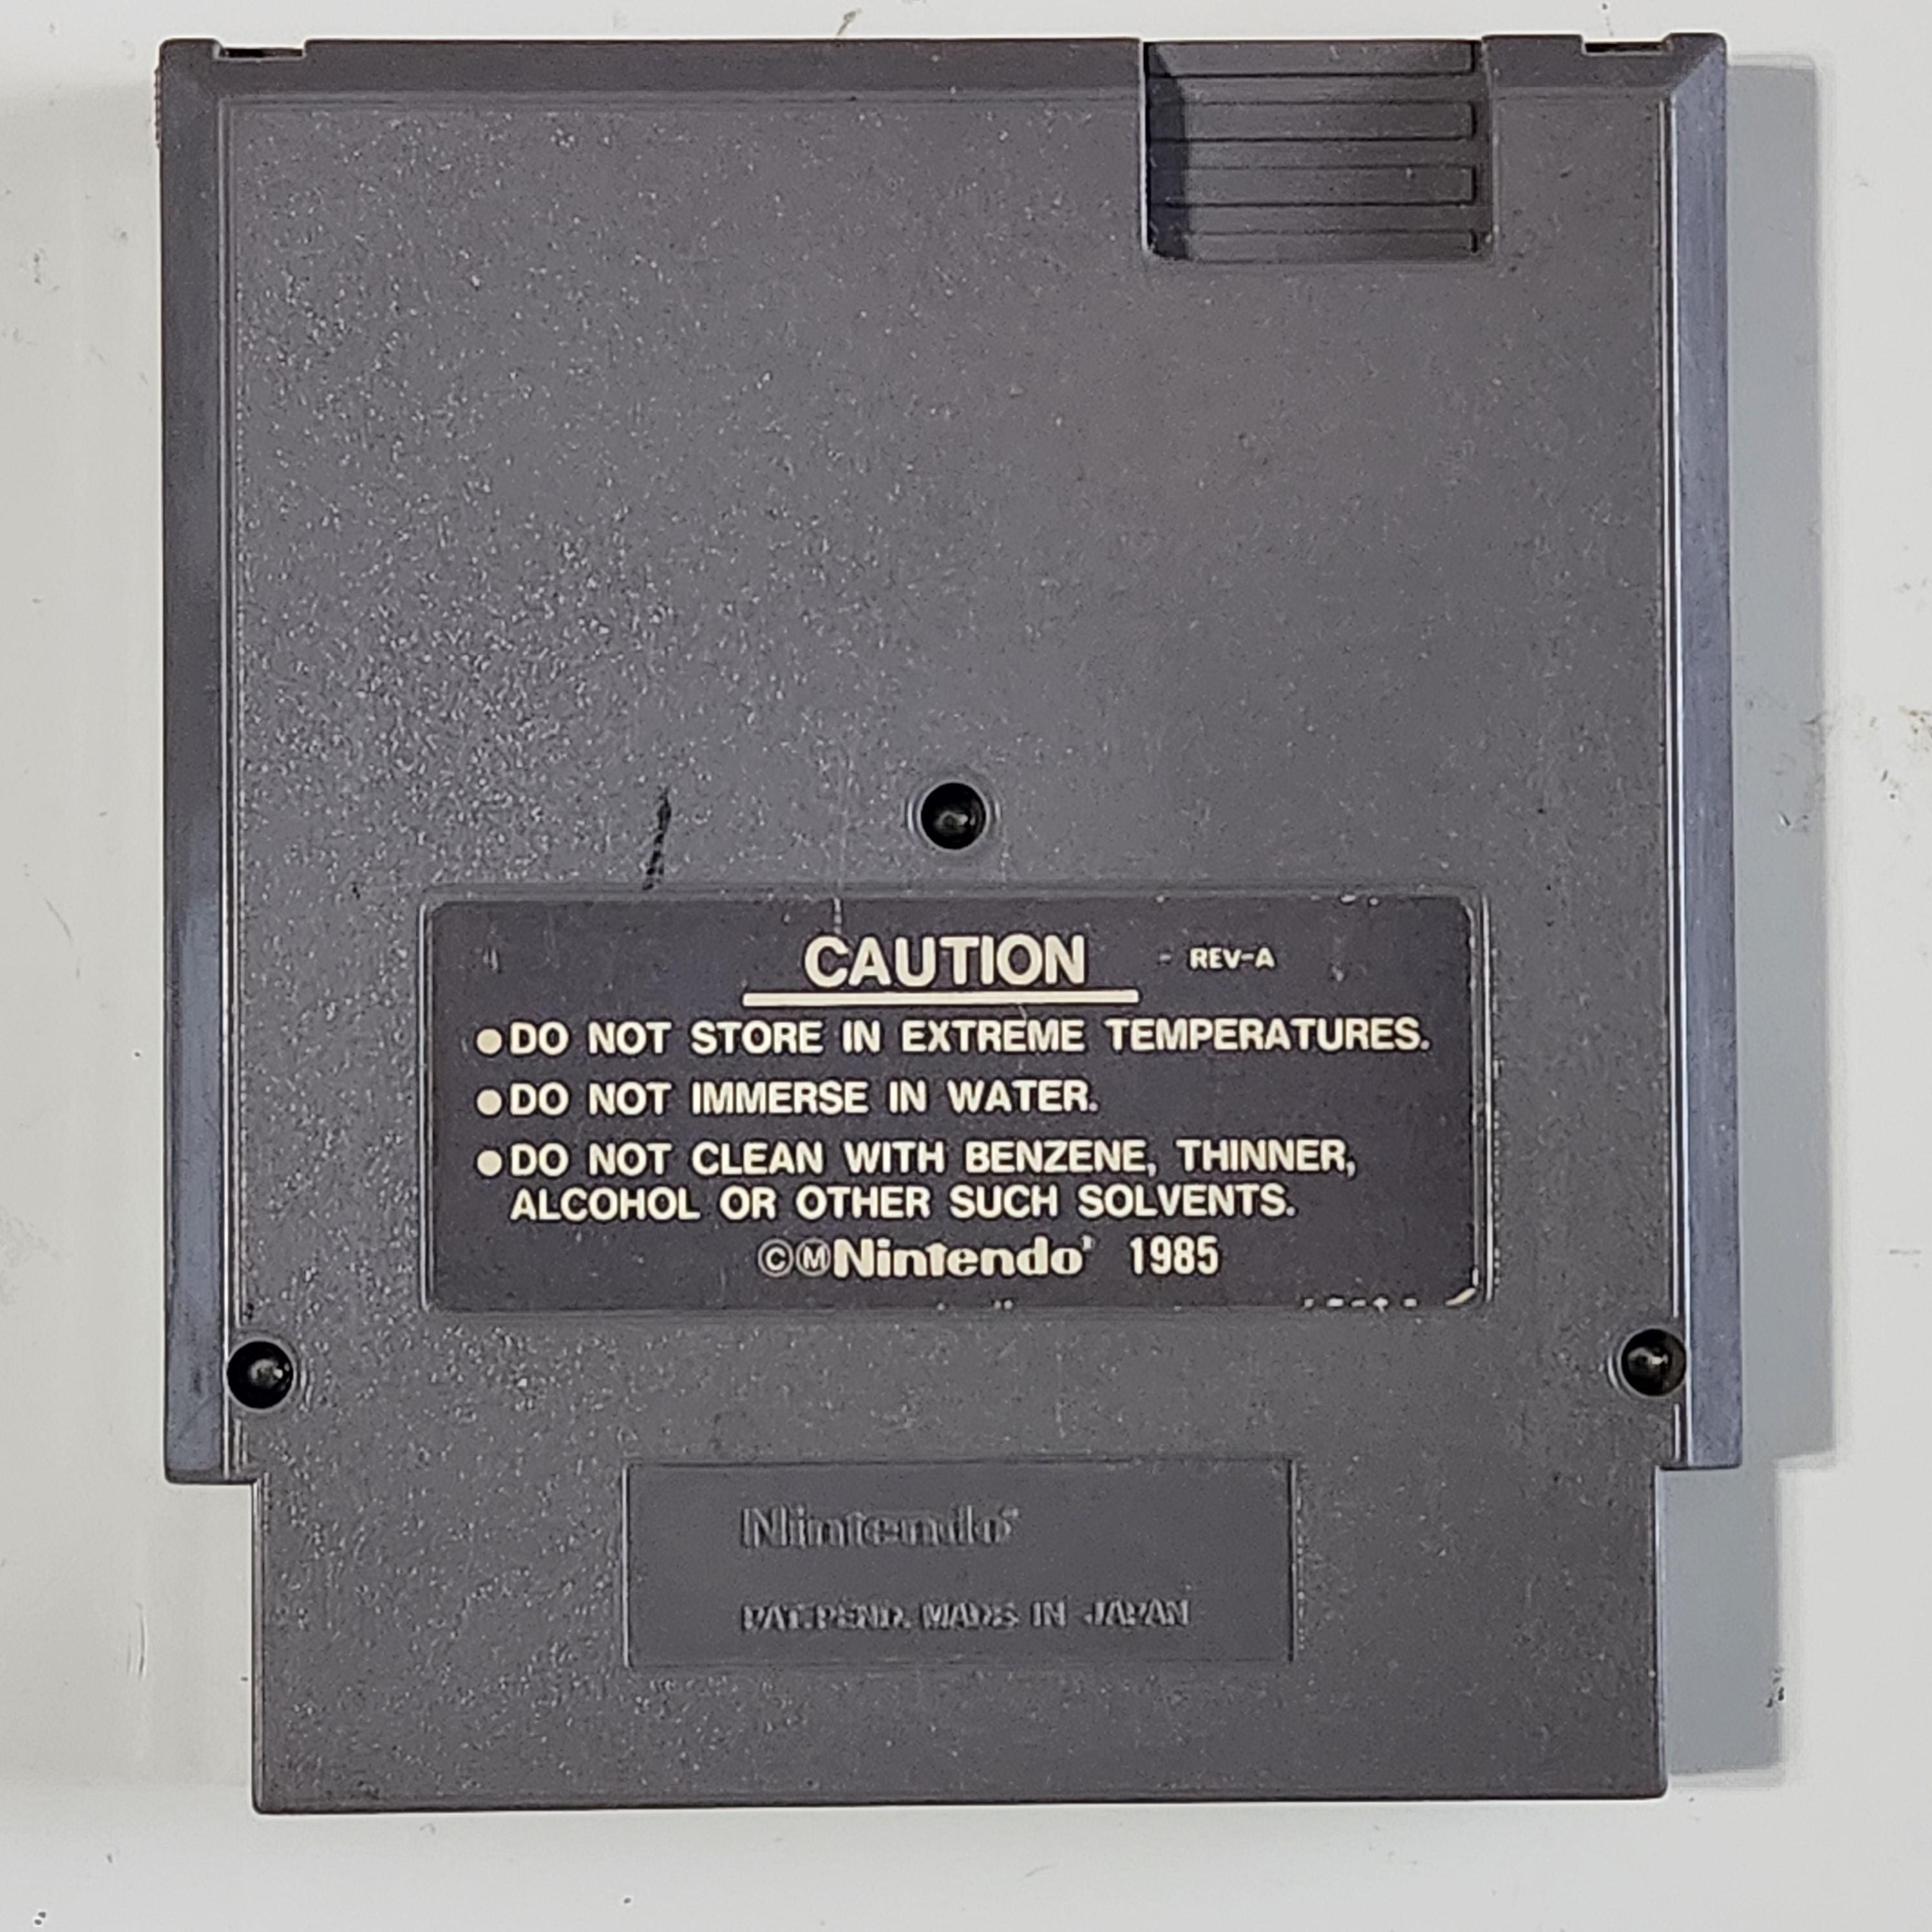 CAUTION - REV-A
●DO NOT STORE IN EXTREME TEMPERATURES.
●DO NOT IMMERSE IN WATER.
●DO NOT CLEAN WITH BENZENE, THINNER,
ALCOHOL OR OTHER SUCH SOLVENTS.
©ⓂNintendo® 1985
Nintendo®
PAT.PEND. MADE IN JAPAN